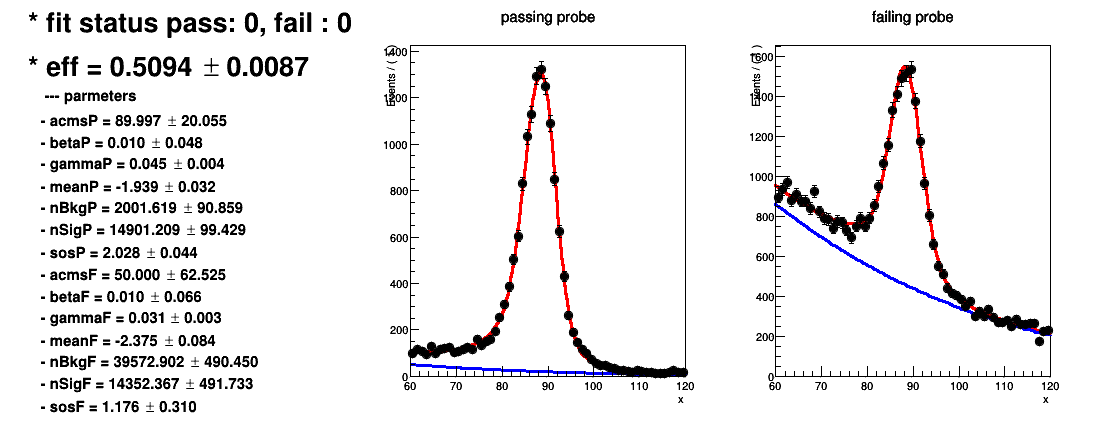 * fit status pass: 0, fail : 0
* eff = 0.5094 ± 0.0087
--- parmeters
- acmsP = 89.997 ± 20.055
- betaP = 0.010 ± 0.048
- gammaP = 0.045 ± 0.004
- meanP = -1.939 ± 0.032
- nBkgP = 2001.619 ± 90.859
- nSigP = 14901.209 ± 99.429
- sosP = 2.028 ± 0.044
- acmsF = 50.000 ± 62.525
- betaF = 0.010 ± 0.066
- gammaF = 0.031 ± 0.003
- meanF = -2.375 ± 0.084
- nBkgF = 39572.902 ± 490.450
- nSigF = 14352.367 ± 491.733
- sosF = 1.176 ± 0.310
passing probe
Events / (
1400
1200
1000
800
600
400
200
0
60 70 80 90 100 110 120
x
failing probe
Events / (
1600
1400
1200
1000
800
600
400
200
0
60 70 80 90 100 110 120
x